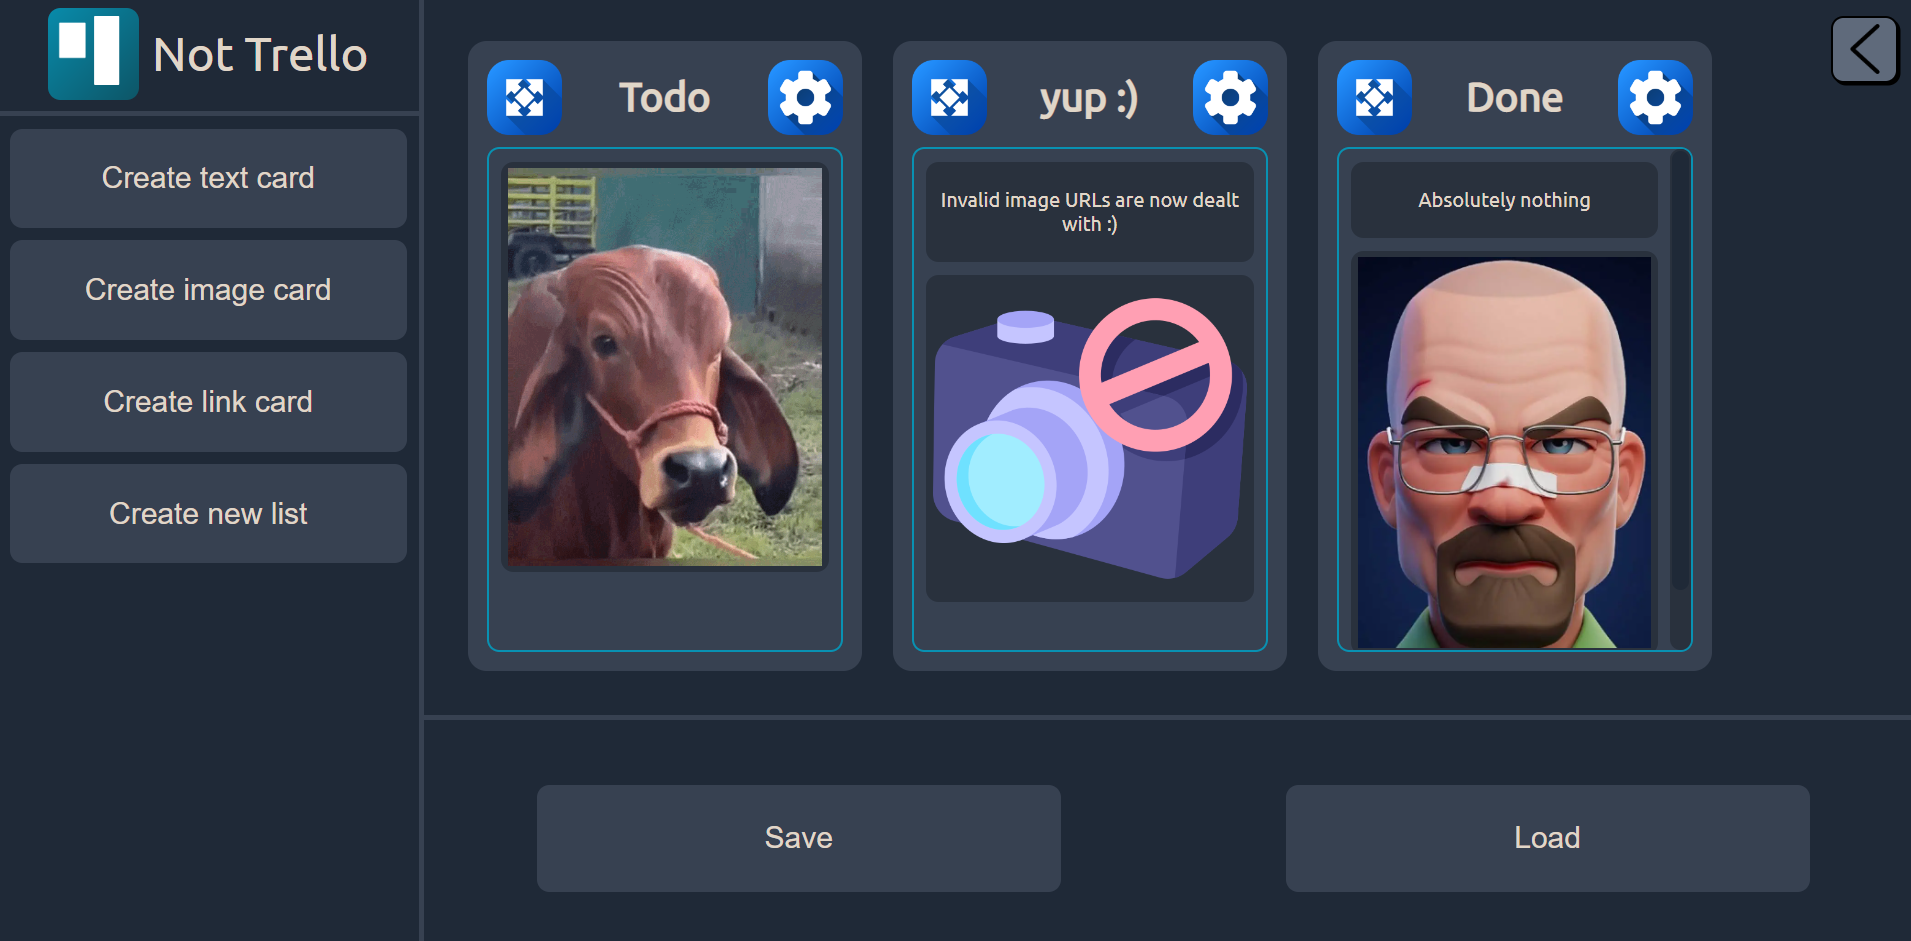 Not Trello
Create text card
Create image card
Create link card
Create new list
Todo
yup :)
Invalid image URLs are now dealt
with :)
Done
Absolutely nothing
Save
Load